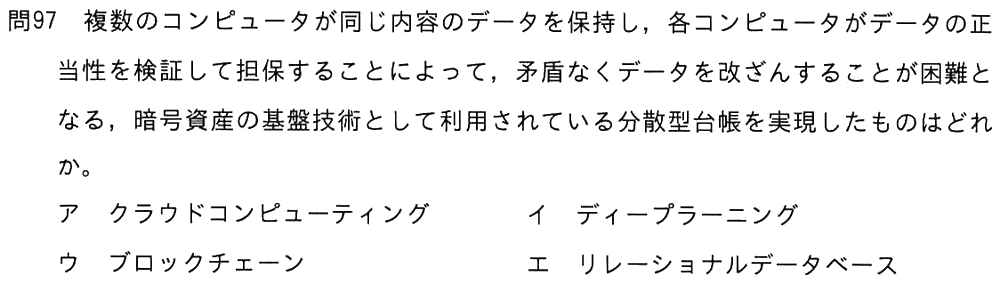 問97　複数のコンピュータが同じ内容のデータを保持し，各コンピュータがデータの正
当性を検証して担保することによって，矛盾なくデータを改ざんすることが困難と
なる，暗号資産の基盤技術として利用されている分散型台帳を実現したものはどれ
か。
ア　クラウドコンピューティング　　　イ　ディープラーニング
ウ　ブロックチェーン　　　エ　リレーショナルデータベース